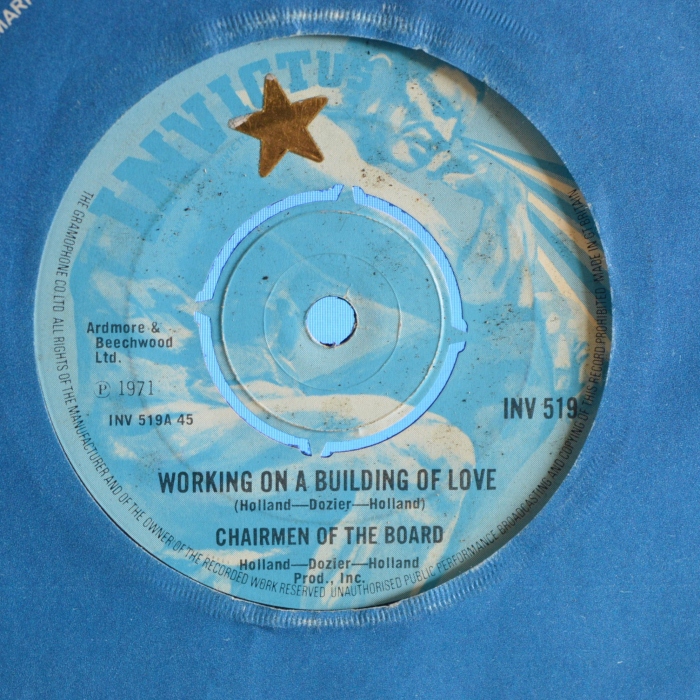 INVICTUS
Ardmore &
Beechwood
Ltd.
Ⓟ 1971
INV 519A 45
INV 519
WORKING ON A BUILDING OF LOVE
(Holland—Dozier—Holland)
CHAIRMEN OF THE BOARD
Holland—Dozier—Holland
Prod., Inc.
THE GRAMOPHONE CO LTD. ALL RIGHTS OF THE MANUFACTURER AND OF THE OWNER OF THE RECORDED WORK RESERVED UNAUTHORISED PUBLIC PERFORMANCE BROADCASTING AND COPYING OF THIS RECORD PROHIBITED MADE IN GT BRITAIN